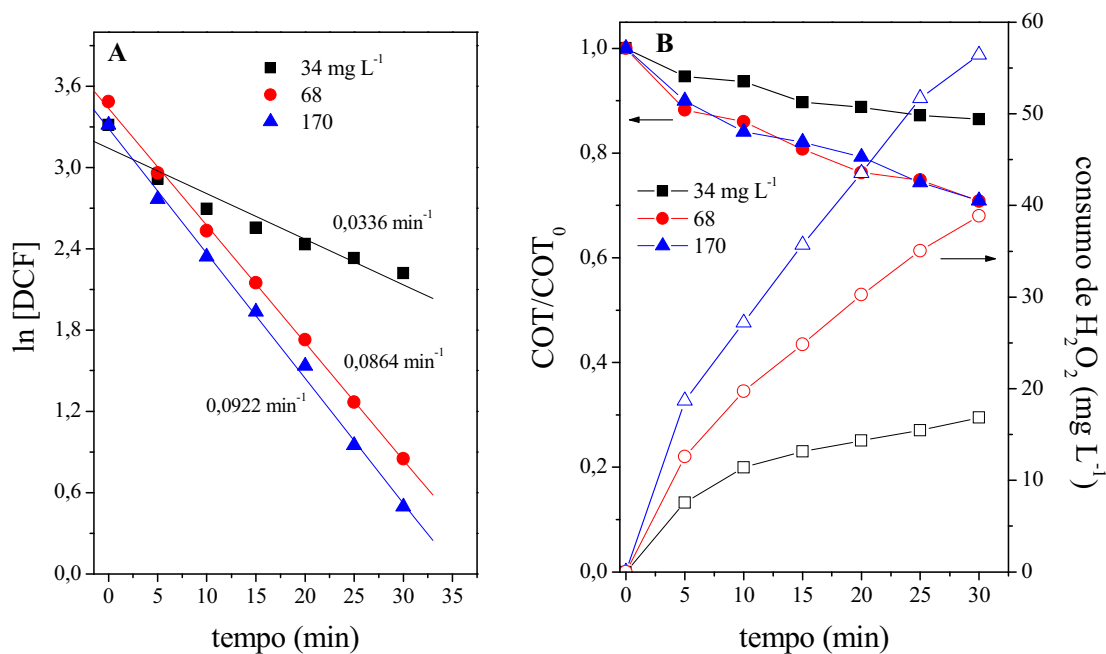 A
34 mg L⁻¹
68
170
3,6
3,0
2,4
1,8
1,2
0,6
0,0
0,0336 min⁻¹
0,0864 min⁻¹
0,0922 min⁻¹
ln [DCF]
0 5 10 15 20 25 30 35
tempo (min)
B
1,0
0,8
0,6
0,4
0,2
0,0
34 mg L⁻¹
68
170
COT/COT₀
60
50
40
30
20
10
0
consumo de H₂O₂ (mg L⁻¹)
0 5 10 15 20 25 30
tempo (min)